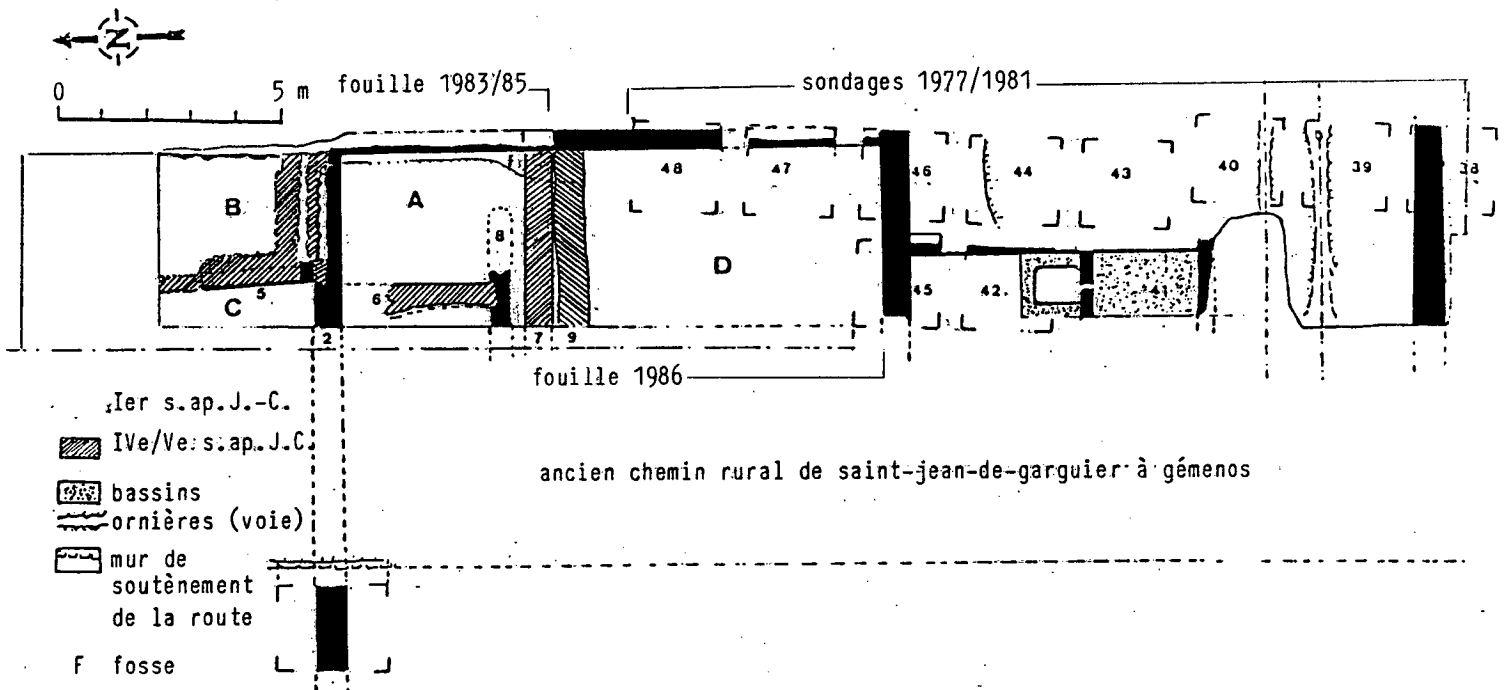 N
0 5 m
fouille 1983/85
sondages 1977/1981
B
A
8
48
47
46
44
43
40
39
38
D
C
5
6
2
7
9
45
42
41
fouille 1986
Ier s.ap.J.-C.
IVe/Ve s.ap.J.C.
bassins
ornières (voie)
mur de
soutènement
de la route
F fosse
ancien chemin rural de saint-jean-de-garguier à gémenos